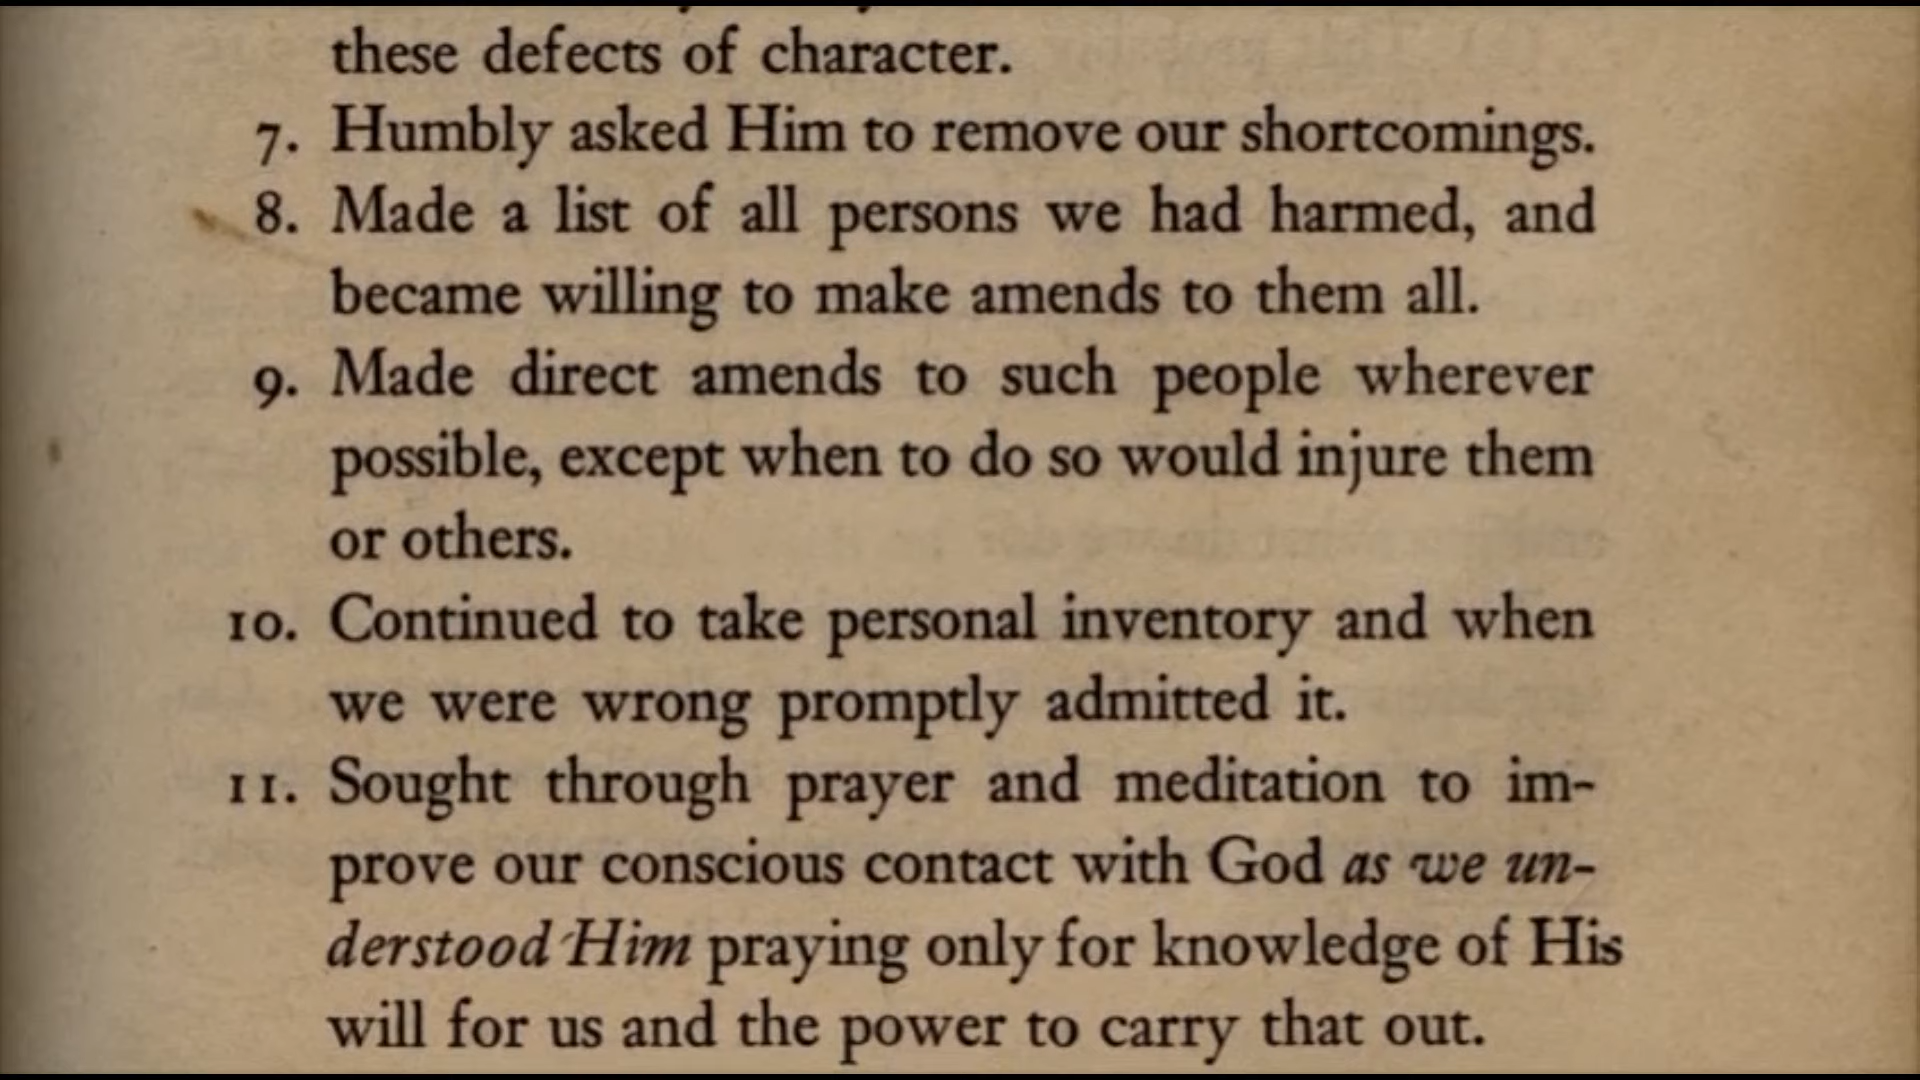 these defects of character.
7. Humbly asked Him to remove our shortcomings.
8. Made a list of all persons we had harmed, and
became willing to make amends to them all.
9. Made direct amends to such people wherever
possible, except when to do so would injure them
or others.
10. Continued to take personal inventory and when
we were wrong promptly admitted it.
11. Sought through prayer and meditation to im-
prove our conscious contact with God as we un-
derstood Him praying only for knowledge of His
will for us and the power to carry that out.